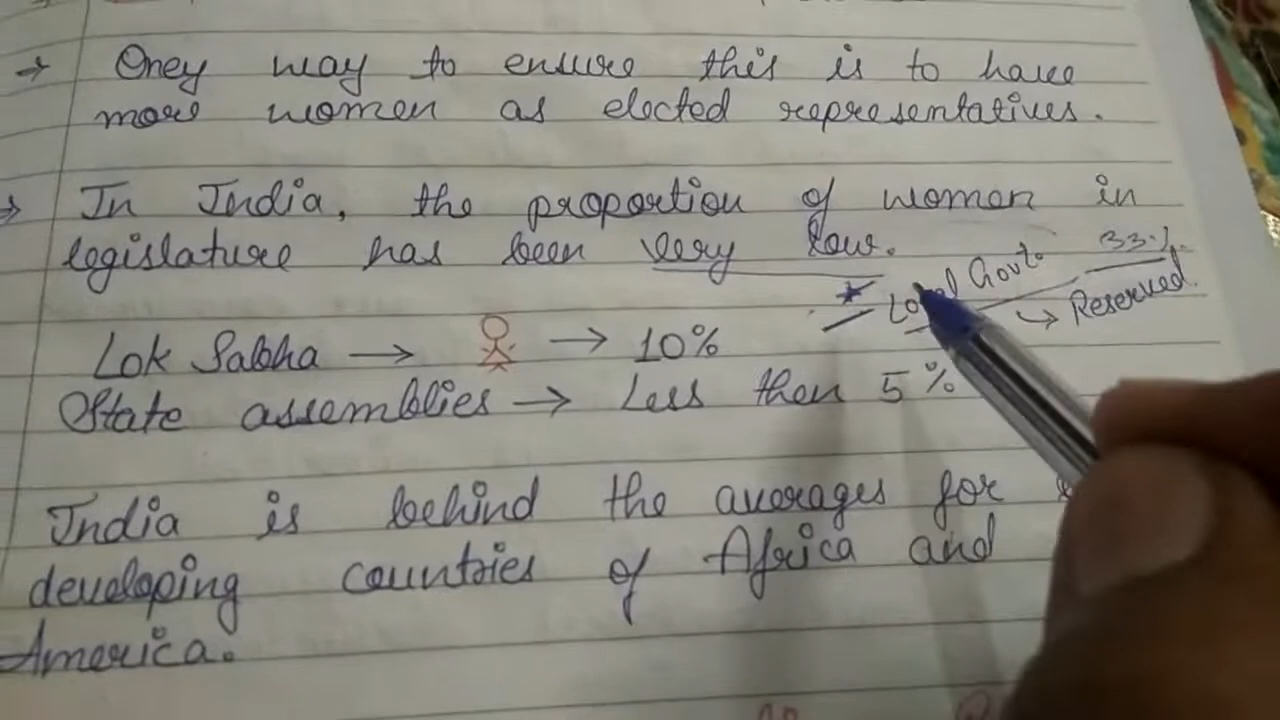 → Oney way to ensure this is to have
more women as elected representatives.
→ In India, the proportion of women in
legislature has been very low.
* Local Govt. 33%
→ Reserved.
Lok Sabha → → 10%
State assemblies → Less then 5%
India is behind the averages for
developing countries of Africa and
America.